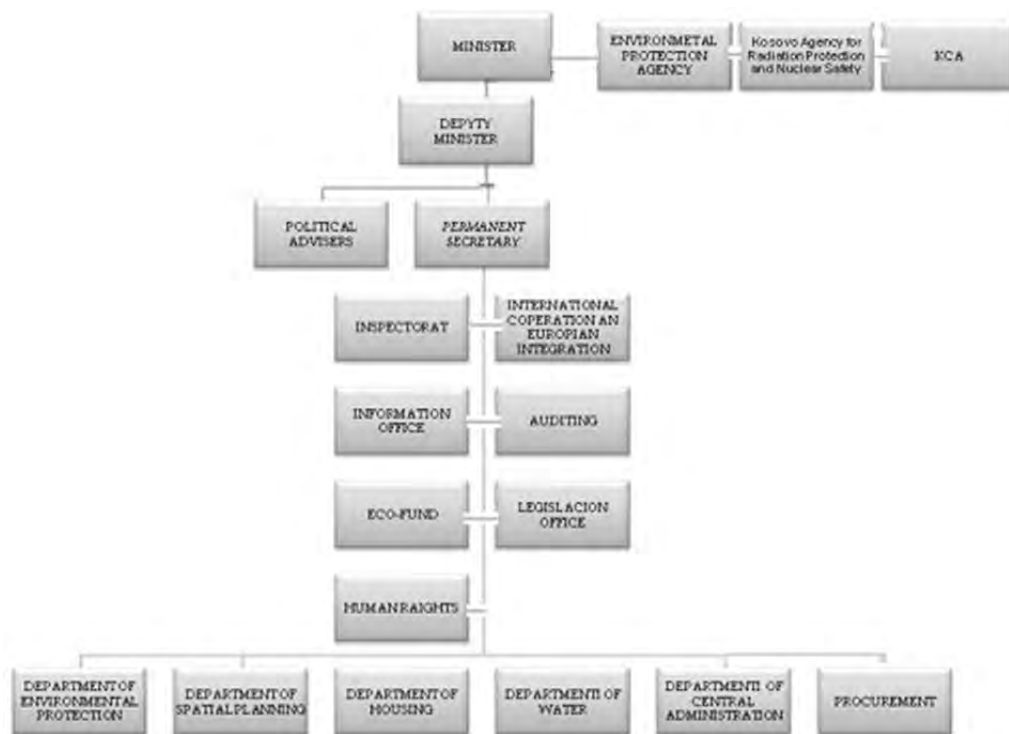 MINISTER
ENVIRONMETAL
PROTECTION
AGENCY
Kosovo Agency for
Radiation Protection
and Nuclear Safety
KCA
DEPYTY
MINISTER
POLITICAL
ADVISERS
PERMANENT
SECRETARY
INSPECTORAT
INTERNATIONAL
COPERATION AN
EUROPIAN
INTEGRATION
INFORMATION
OFFICE
AUDITING
ECO-FUND
LEGISLACION
OFFICE
HUMAN RAIGHTS
DEPARTMENT OF
ENVIRONMENTAL
PROTECTION
DEPARTMENT OF
SPATIAL PLANNING
DEPARTMENT OF
HOUSING
DEPARTMENTI OF
WATER
DEPARTMENTI OF
CENTRAL
ADMINISTRATION
PROCUREMENT